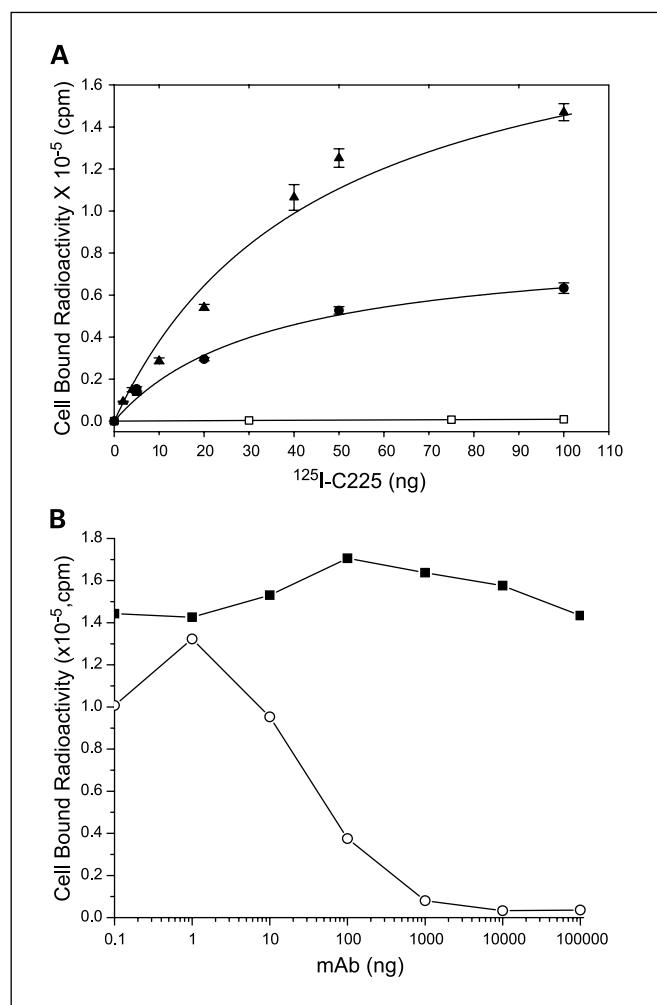 A
Cell Bound Radioactivity X 10⁻⁵ (cpm)
1.6
1.4
1.2
1.0
0.8
0.6
0.4
0.2
0.0
0 10 20 30 40 50 60 70 80 90 100 110
¹²⁵I-C225 (ng)
B
Cell Bound Radioactivity (x10⁻⁵,cpm)
1.8
1.6
1.4
1.2
1.0
0.8
0.6
0.4
0.2
0.0
0.1 1 10 100 1000 10000 100000
mAb (ng)